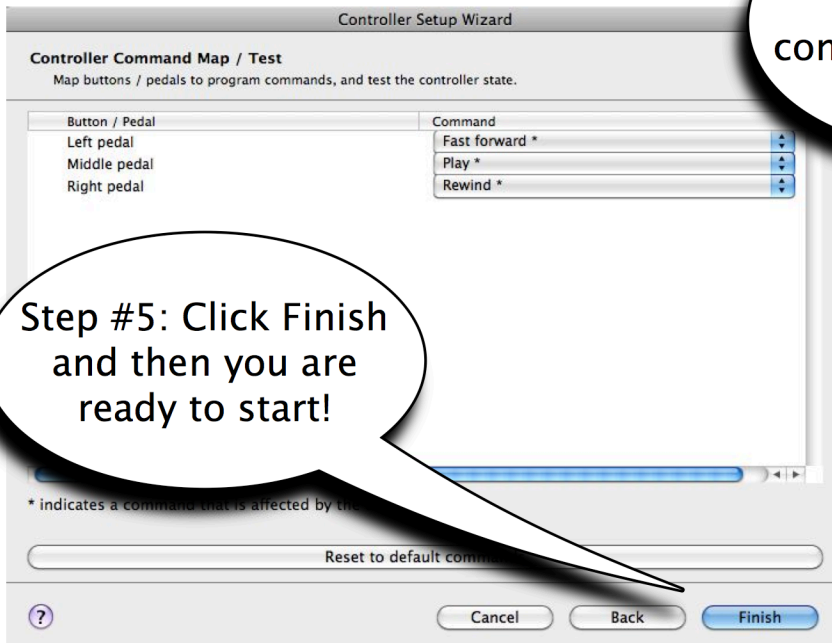 Controller Setup Wizard
Controller Command Map / Test
Map buttons / pedals to program commands, and test the controller state.
Button / Pedal Command
Left pedal Fast forward *
Middle pedal Play *
Right pedal Rewind *
Step #5: Click Finish
and then you are
ready to start!
* indicates a command that is affected by the
Reset to default
Cancel Back Finish